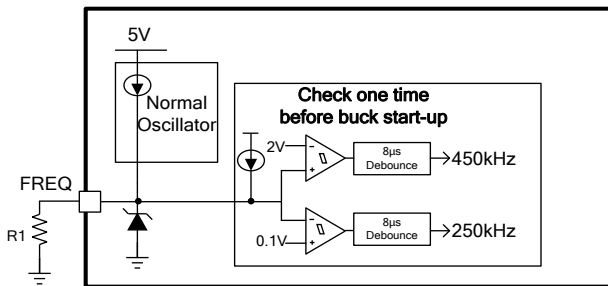 5V
Normal
Oscillator
Check one time
before buck start-up
2V
−
+
8μs
Debounce
450kHz
FREQ
R1
0.1V
−
+
8μs
Debounce
250kHz